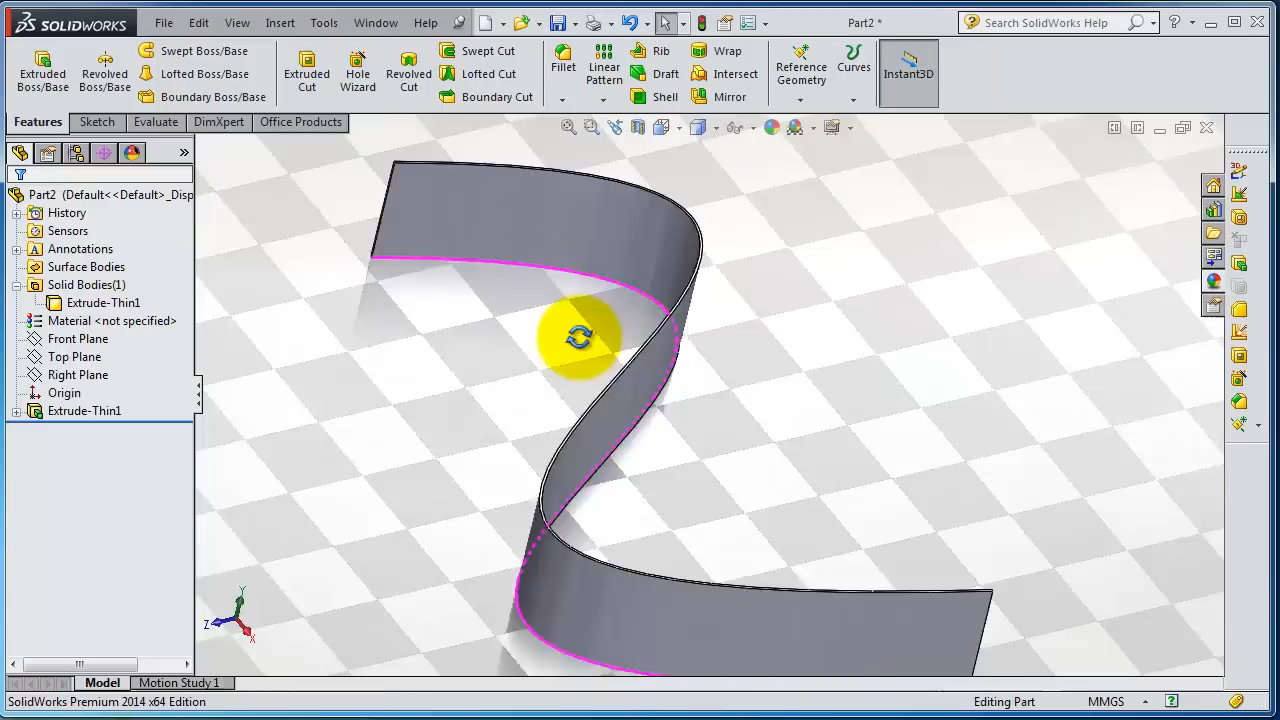 SOLIDWORKS File Edit View Insert Tools Window Help Part2 * Search SolidWorks Help
Extruded Boss/Base
Revolved Boss/Base
Swept Boss/Base
Lofted Boss/Base
Boundary Boss/Base
Extruded Cut
Hole Wizard
Revolved Cut
Swept Cut
Lofted Cut
Boundary Cut
Fillet
Linear Pattern
Rib
Draft
Shell
Wrap
Intersect
Mirror
Reference Geometry
Curves
Instant3D
Features Sketch Evaluate DimXpert Office Products
Part2 (Default<<Default>_Disp
History
Sensors
Annotations
Surface Bodies
Solid Bodies(1)
Extrude-Thin1
Material <not specified>
Front Plane
Top Plane
Right Plane
Origin
Extrude-Thin1
Y
Z
X
Model Motion Study 1
SolidWorks Premium 2014 x64 Edition Editing Part MMGS